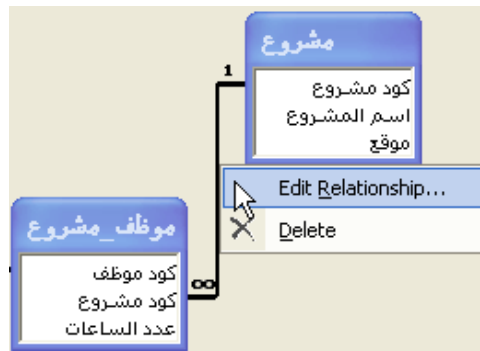 مشروع
1
كود مشروع
اسم المشروع
موقع
Edit Relationship...
Delete
موظف_مشروع
كود موظف
كود مشروع
عدد الساعات
∞